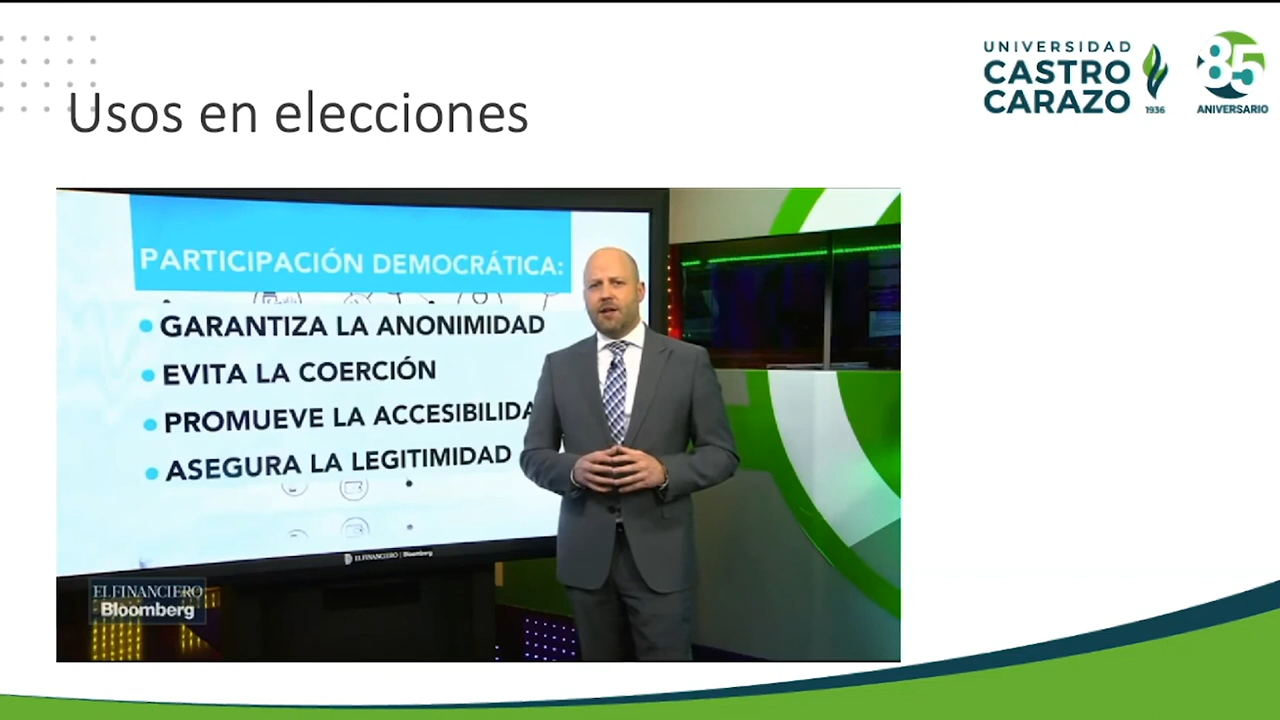 UNIVERSIDAD
CASTRO
CARAZO
1936
85
ANIVERSARIO
Usos en elecciones
PARTICIPACIÓN DEMOCRÁTICA:
GARANTIZA LA ANONIMIDAD
EVITA LA COERCIÓN
PROMUEVE LA ACCESIBILIDA
ASEGURA LA LEGITIMIDAD
EL FINANCIERO | Bloomberg
EL FINANCIERO
Bloomberg